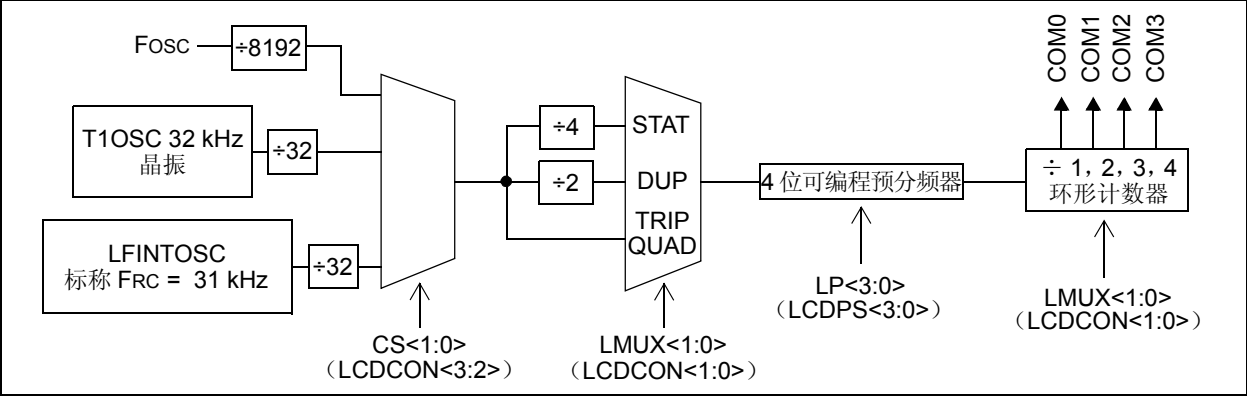 FOSC
÷8192
T1OSC 32 kHz
晶振
÷32
LFINTOSC
标称 FRC = 31 kHz
÷32
CS<1:0>
（LCDCON<3:2>）
÷4
÷2
STAT
DUP
TRIP
QUAD
LMUX<1:0>
（LCDCON<1:0>）
4 位可编程预分频器
LP<3:0>
（LCDPS<3:0>）
COM0
COM1
COM2
COM3
÷ 1, 2, 3, 4
环形计数器
LMUX<1:0>
（LCDCON<1:0>）